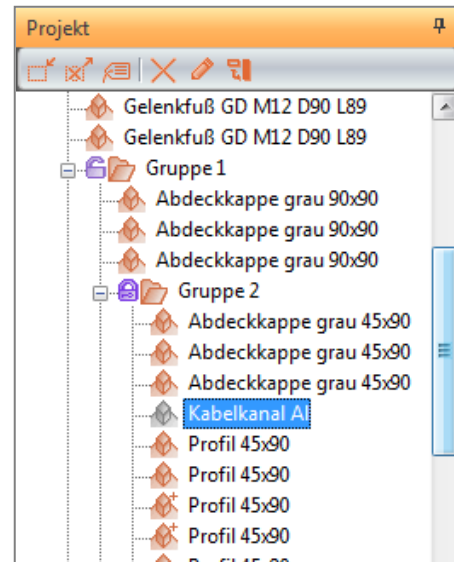 Projekt
Gelenkfuß GD M12 D90 L89
Gelenkfuß GD M12 D90 L89
Gruppe 1
Abdeckkappe grau 90x90
Abdeckkappe grau 90x90
Abdeckkappe grau 90x90
Gruppe 2
Abdeckkappe grau 45x90
Abdeckkappe grau 45x90
Abdeckkappe grau 45x90
Kabelkanal Al
Profil 45x90
Profil 45x90
Profil 45x90
Profil 45x90
Profil 45x90